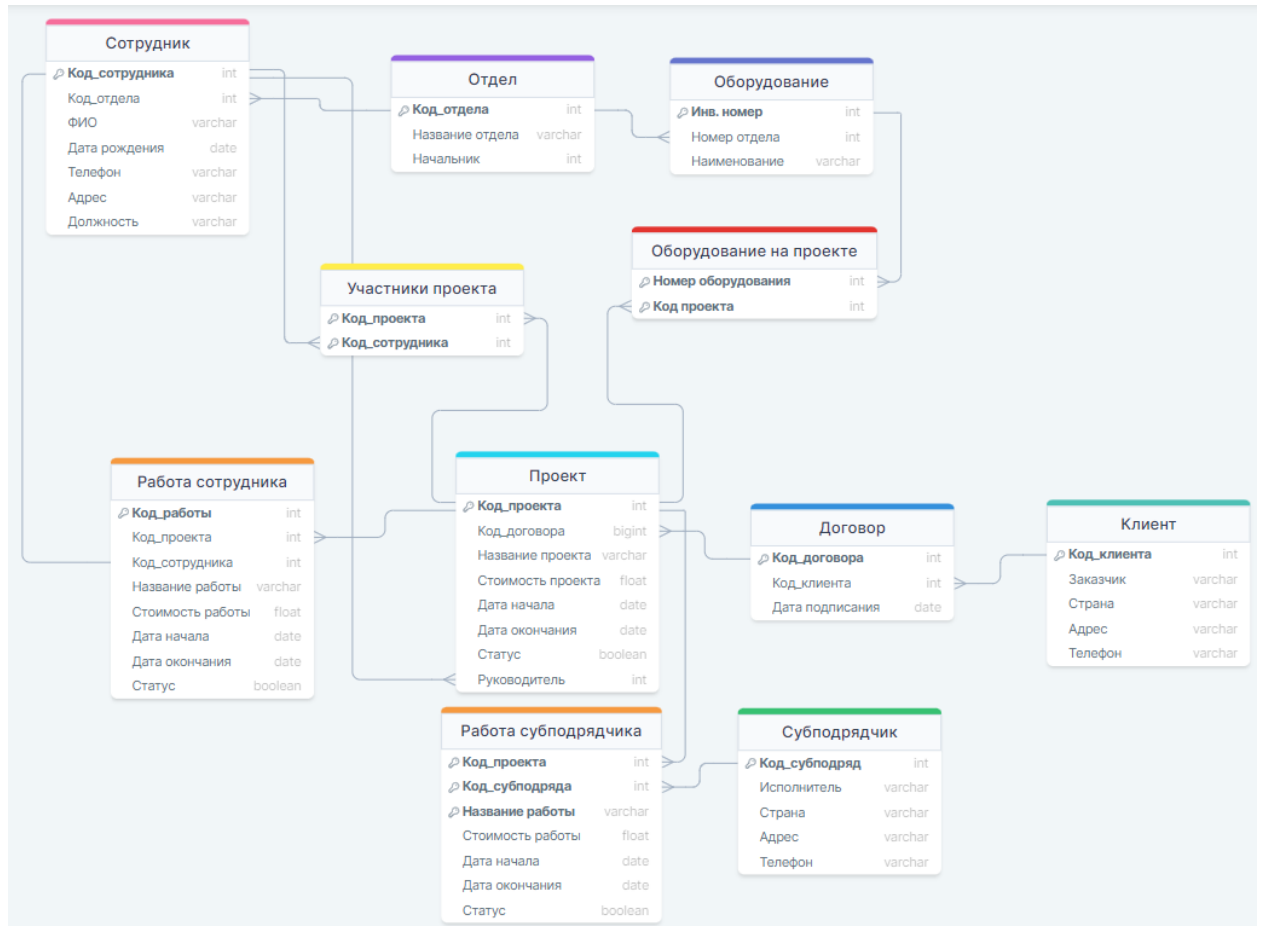 Сотрудник
Код_сотрудника int
Код_отдела int
ФИО varchar
Дата рождения date
Телефон varchar
Адрес varchar
Должность varchar
Отдел
Код_отдела int
Название отдела varchar
Начальник int
Оборудование
Инв. номер int
Номер отдела int
Наименование varchar
Оборудование на проекте
Номер оборудования int
Код проекта int
Участники проекта
Код_проекта int
Код_сотрудника int
Работа сотрудника
Код_работы int
Код_проекта int
Код_сотрудника int
Название работы varchar
Стоимость работы float
Дата начала date
Дата окончания date
Статус boolean
Проект
Код_проекта int
Код_договора bigint
Название проекта varchar
Стоимость проекта float
Дата начала date
Дата окончания date
Статус boolean
Руководитель int
Договор
Код_договора int
Код_клиента int
Дата подписания date
Клиент
Код_клиента int
Заказчик varchar
Страна varchar
Адрес varchar
Телефон varchar
Работа субподрядчика
Код_проекта int
Код_субподряда int
Название работы varchar
Стоимость работы float
Дата начала date
Дата окончания date
Статус boolean
Субподрядчик
Код_субподряд int
Исполнитель varchar
Страна varchar
Адрес varchar
Телефон varchar